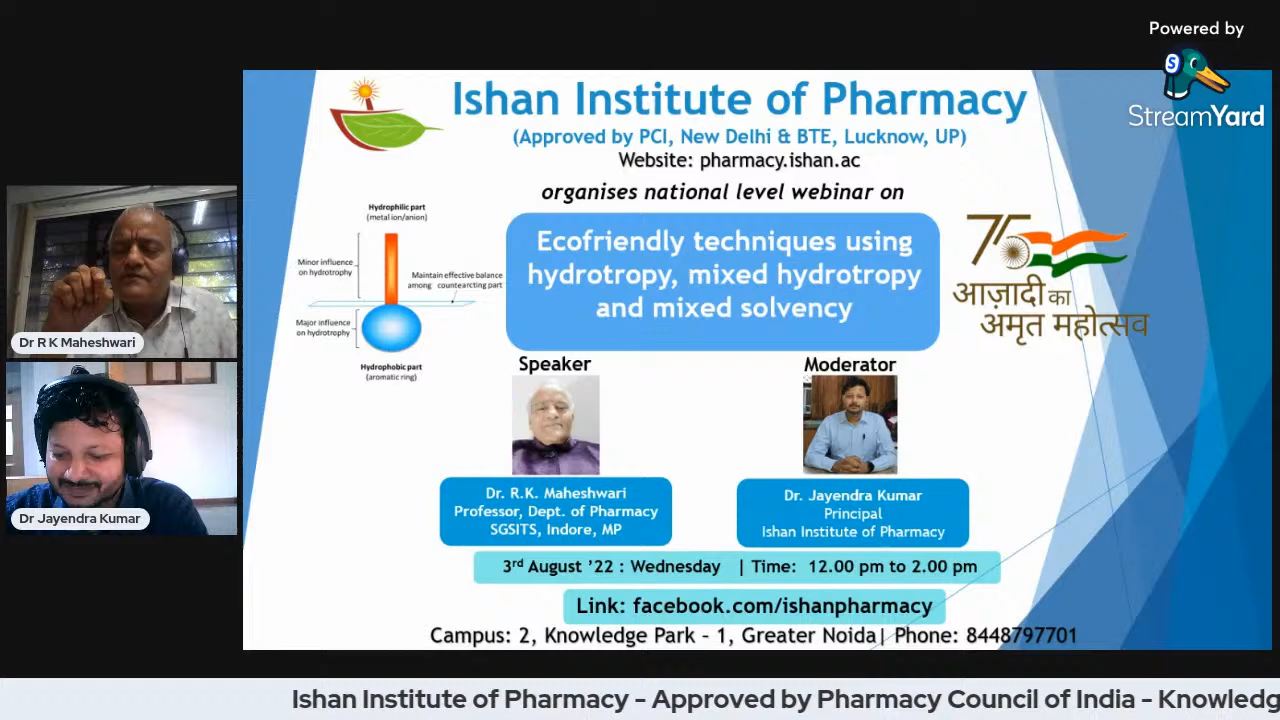 Powered by
S
StreamYard
Ishan Institute of Pharmacy
(Approved by PCI, New Delhi & BTE, Lucknow, UP)
Website: pharmacy.ishan.ac
organises national level webinar on
Ecofriendly techniques using
hydrotropy, mixed hydrotropy
and mixed solvency
Hydrophilic part
(metal ion/anion)
Minor influence
on hydrotrophy
Maintain effective balance
among counteracrting part
Major influence
on hydrotrophy
Hydrophobic part
(aromatic ring)
75
आज़ादी का
अमृत महोत्सव
Speaker
Dr. R.K. Maheshwari
Professor, Dept. of Pharmacy
SGSITS, Indore, MP
Moderator
Dr. Jayendra Kumar
Principal
Ishan Institute of Pharmacy
3rd August ’22 : Wednesday | Time: 12.00 pm to 2.00 pm
Link: facebook.com/ishanpharmacy
Campus: 2, Knowledge Park – 1, Greater Noida| Phone: 8448797701
Dr R K Maheshwari
Dr Jayendra Kumar
Ishan Institute of Pharmacy - Approved by Pharmacy Council of India - Knowledg